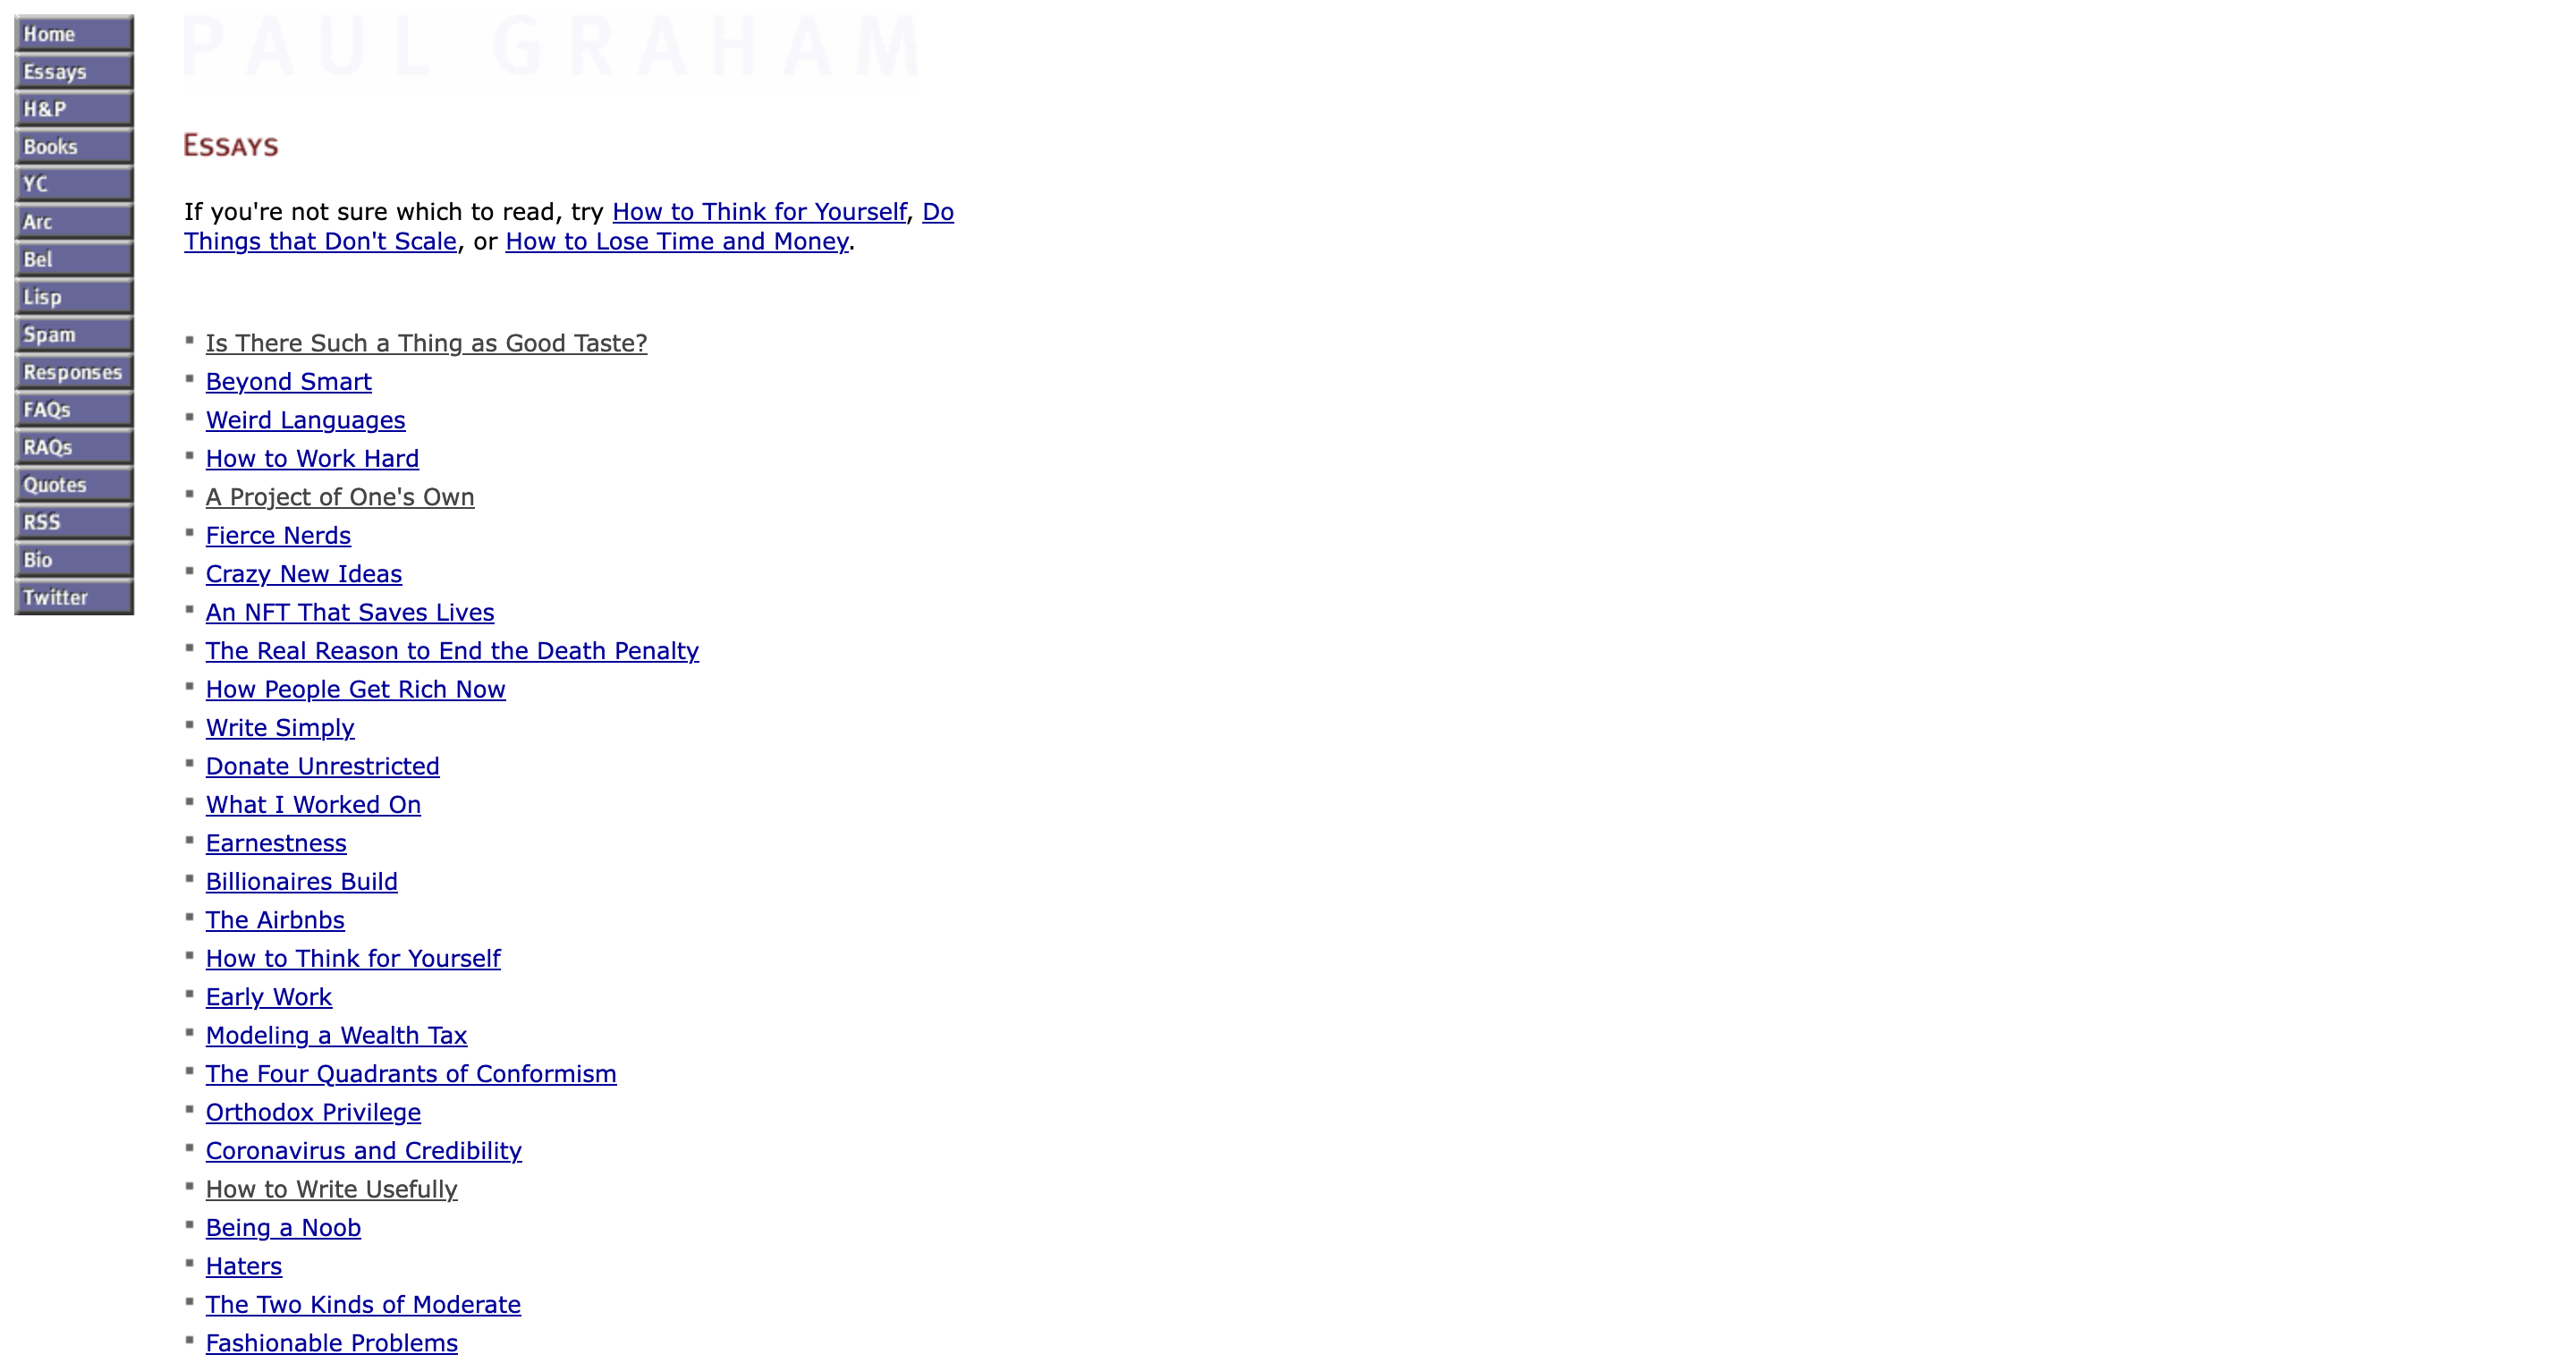 Home
Essays
H&P
Books
YC
Arc
Bel
Lisp
Spam
Responses
FAQs
RAQs
Quotes
RSS
Bio
Twitter
PAUL GRAHAM
ESSAYS
If you're not sure which to read, try How to Think for Yourself, Do
Things that Don't Scale, or How to Lose Time and Money.
Is There Such a Thing as Good Taste?
Beyond Smart
Weird Languages
How to Work Hard
A Project of One's Own
Fierce Nerds
Crazy New Ideas
An NFT That Saves Lives
The Real Reason to End the Death Penalty
How People Get Rich Now
Write Simply
Donate Unrestricted
What I Worked On
Earnestness
Billionaires Build
The Airbnbs
How to Think for Yourself
Early Work
Modeling a Wealth Tax
The Four Quadrants of Conformism
Orthodox Privilege
Coronavirus and Credibility
How to Write Usefully
Being a Noob
Haters
The Two Kinds of Moderate
Fashionable Problems